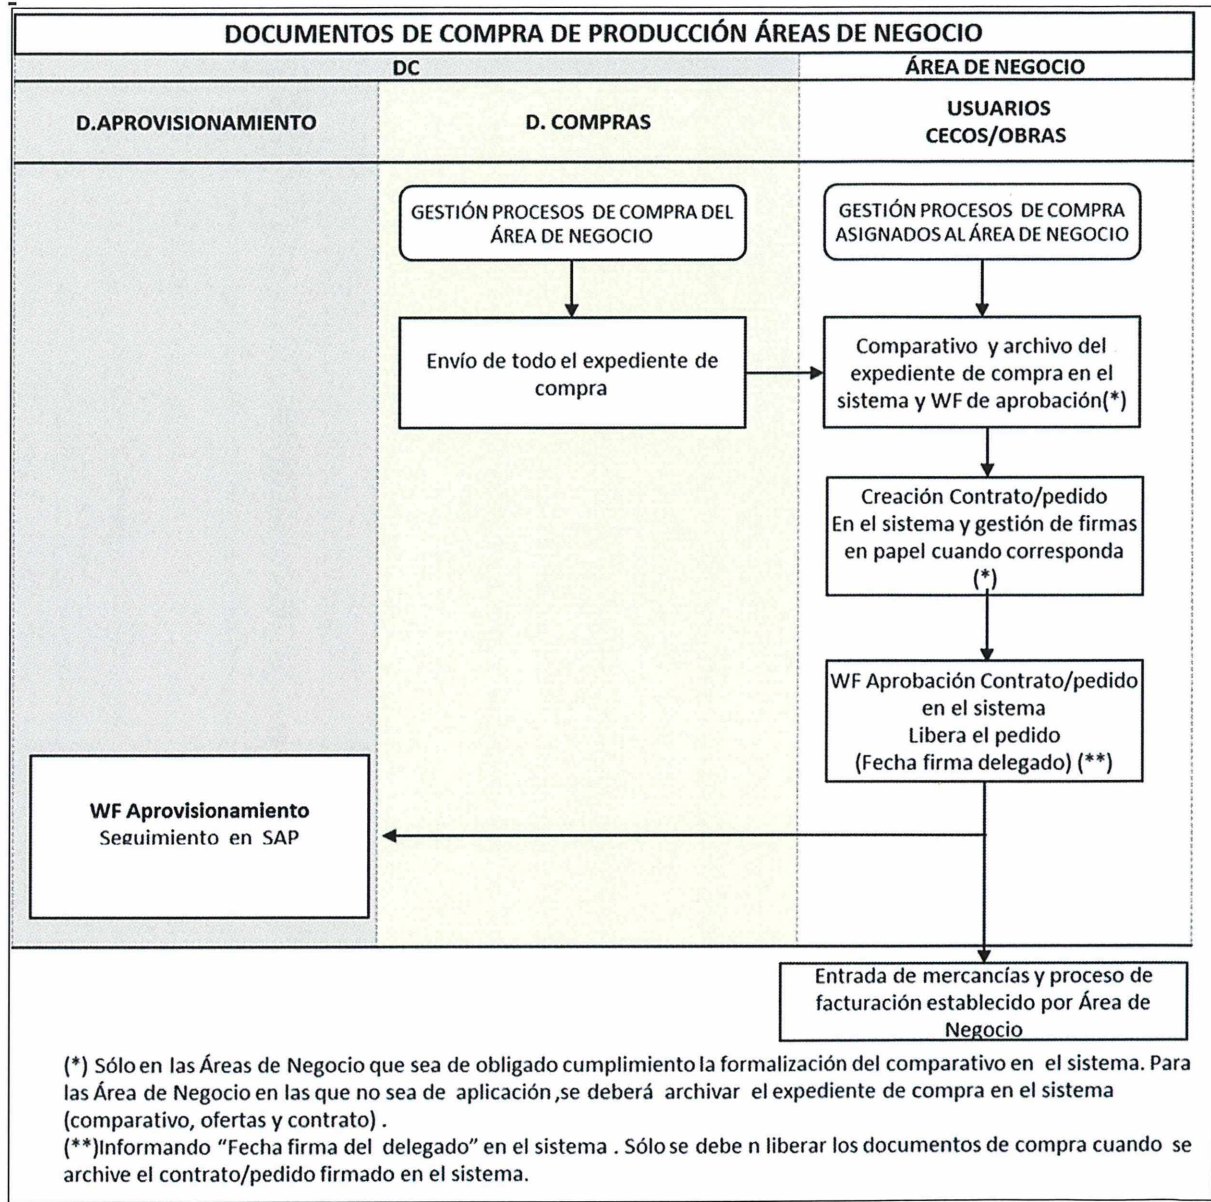 DOCUMENTOS DE COMPRA DE PRODUCCIÓN ÁREAS DE NEGOCIO
DC
ÁREA DE NEGOCIO
D.APROVISIONAMIENTO
D. COMPRAS
USUARIOS
CECOS/OBRAS
GESTIÓN PROCESOS DE COMPRA DEL
ÁREA DE NEGOCIO
GESTIÓN PROCESOS DE COMPRA
ASIGNADOS AL ÁREA DE NEGOCIO
Envío de todo el expediente de
compra
Comparativo y archivo del
expediente de compra en el
sistema y WF de aprobación(*)
Creación Contrato/pedido
En el sistema y gestión de firmas
en papel cuando corresponda
(*)
WF Aprobación Contrato/pedido
en el sistema
Libera el pedido
(Fecha firma delegado) (**)
WF Aprovisionamiento
Seguimiento en SAP
Entrada de mercancías y proceso de
facturación establecido por Área de
Negocio
(*) Sólo en las Áreas de Negocio que sea de obligado cumplimiento la formalización del comparativo en el sistema. Para
las Área de Negocio en las que no sea de aplicación ,se deberá archivar el expediente de compra en el sistema
(comparativo, ofertas y contrato) .
(**)Informando “Fecha firma del delegado” en el sistema . Sólo se debe n liberar los documentos de compra cuando se
archive el contrato/pedido firmado en el sistema.